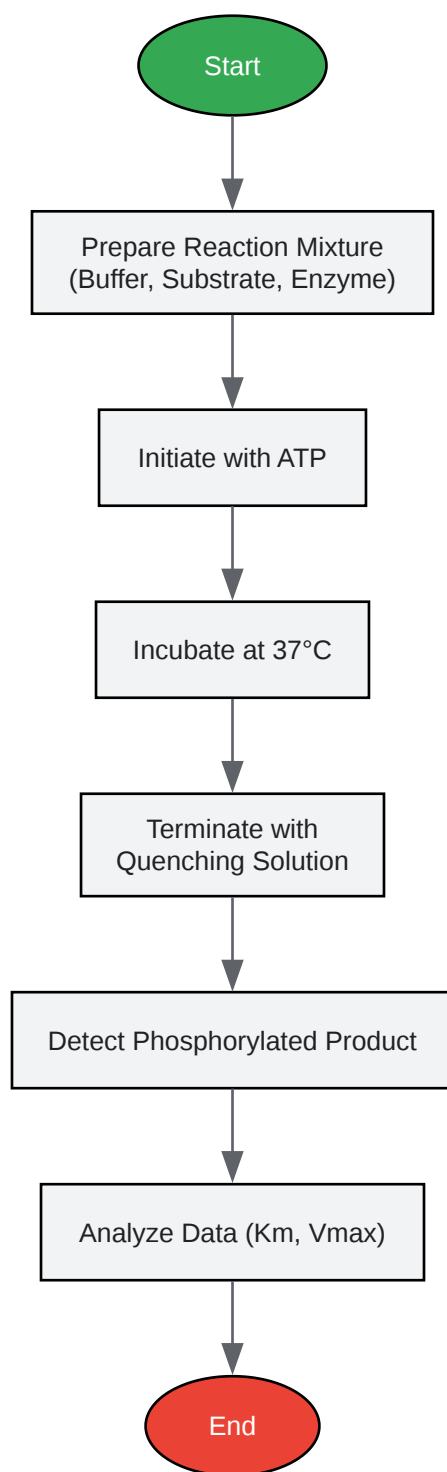 Start
Prepare Reaction Mixture
(Buffer, Substrate, Enzyme)
Initiate with ATP
Incubate at 37°C
Terminate with
Quenching Solution
Detect Phosphorylated Product
Analyze Data (Km, Vmax)
End